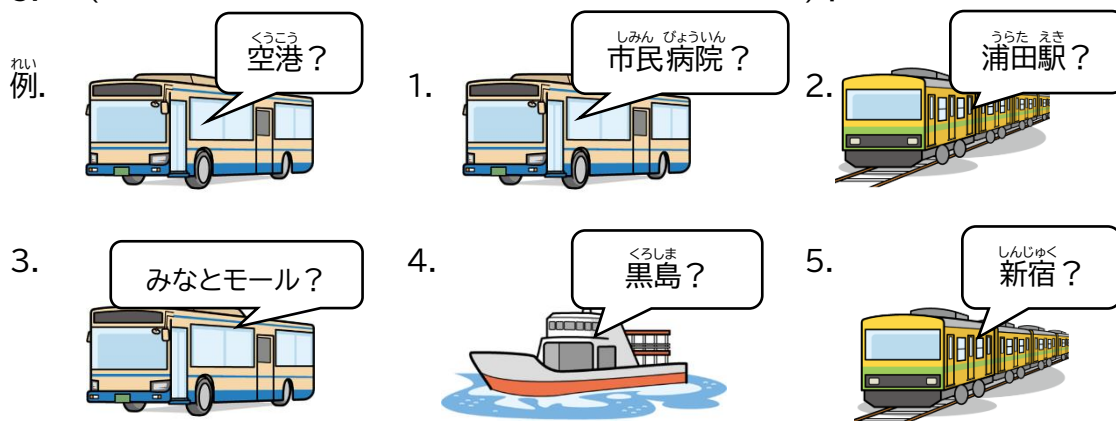 例.
れい
空港？
くうこう
1.
市民病院？
しみん びょういん
2.
浦田駅？
うらた えき
3.
みなとモール？
4.
黒島？
くろしま
5.
新宿？
しんじゅく